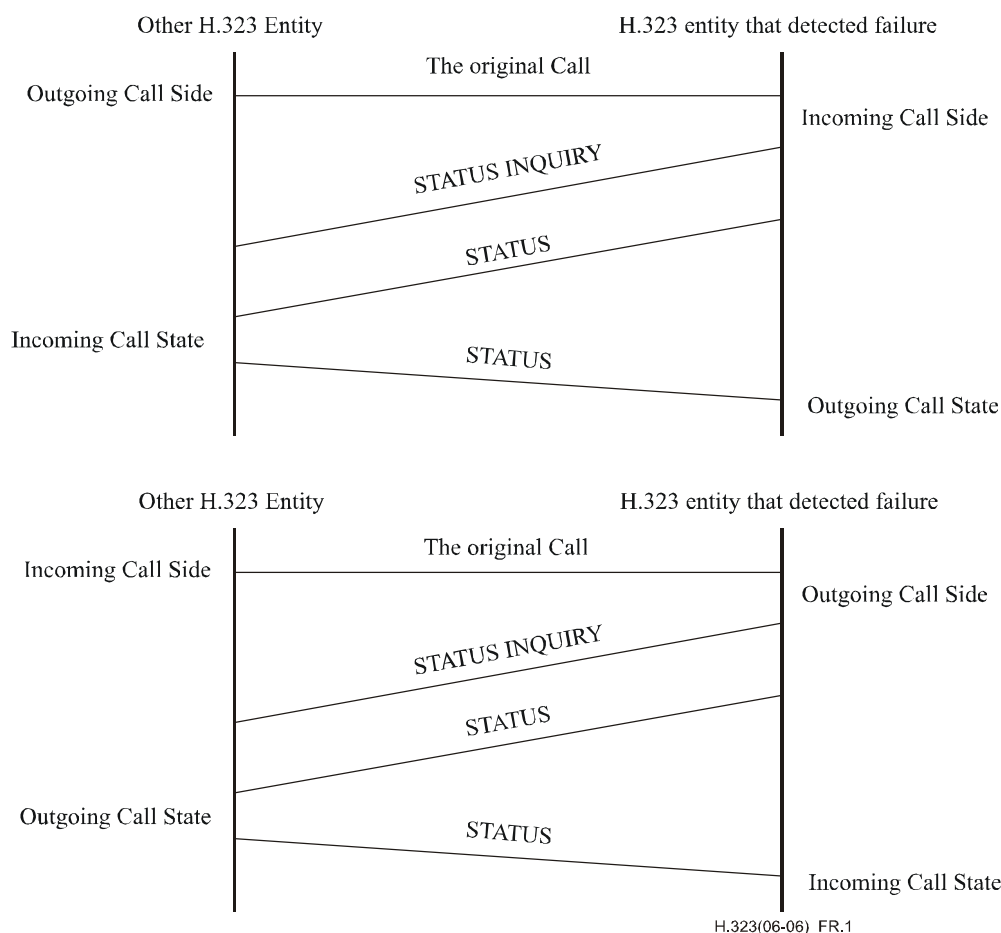 Other H.323 Entity
H.323 entity that detected failure
The original Call
Outgoing Call Side
Incoming Call Side
STATUS INQUIRY
STATUS
Incoming Call State
STATUS
Outgoing Call State
Other H.323 Entity
H.323 entity that detected failure
The original Call
Incoming Call Side
Outgoing Call Side
STATUS INQUIRY
STATUS
Outgoing Call State
STATUS
Incoming Call State
H.323(06-06)_FR.1